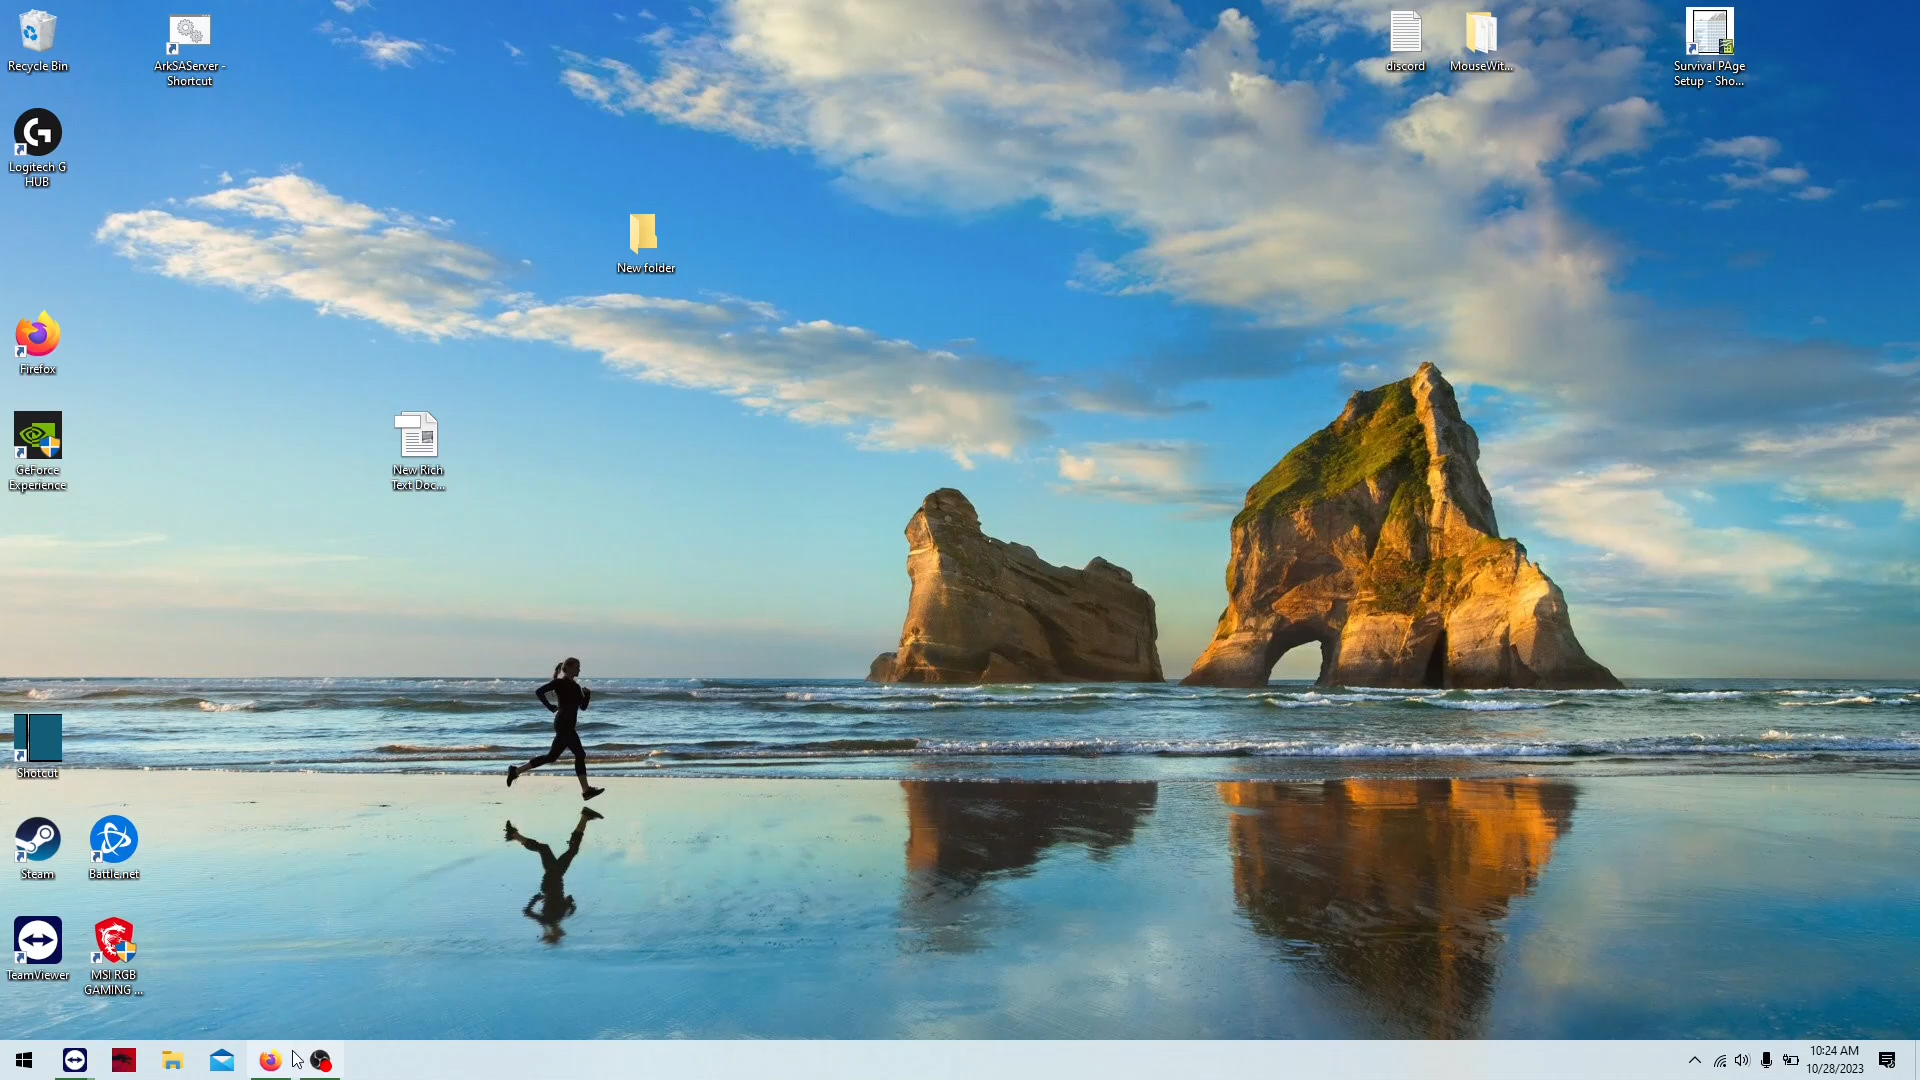 Recycle Bin
ArkSAServer -
Shortcut
discord
MouseWit...
Survival PAge
Setup - Sho...
Logitech G
HUB
New folder
Firefox
GeForce
Experience
New Rich
Text Doc...
Shotcut
Steam
Battle.net
TeamViewer
MSI RGB
GAMING ...
10:24 AM
10/28/2023